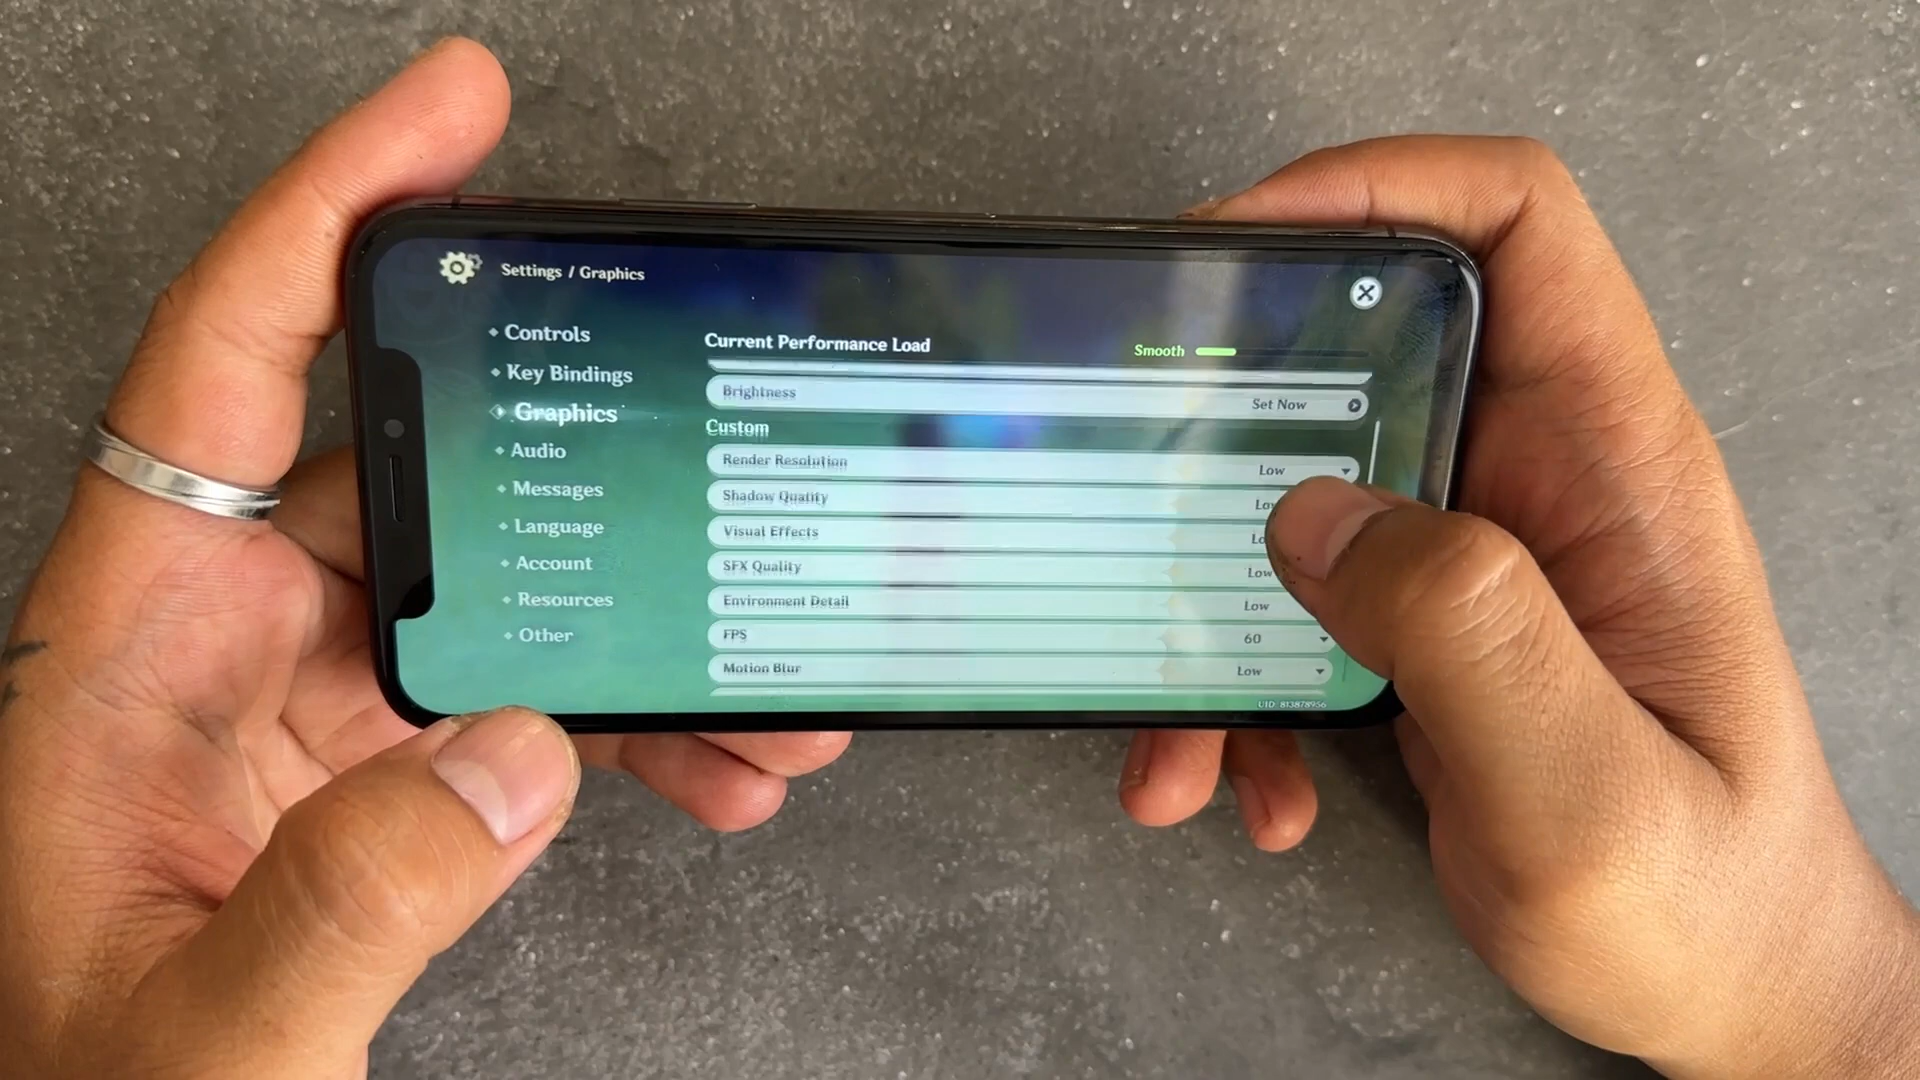 Settings / Graphics
Controls
Key Bindings
Graphics
Audio
Messages
Language
Account
Resources
Other
Current Performance Load
Smooth
Brightness Set Now
Custom
Render Resolution Low
Shadow Quality
Visual Effects
SFX Quality Low
Environment Detail Low
FPS 60
Motion Blur Low
UID: 813878956